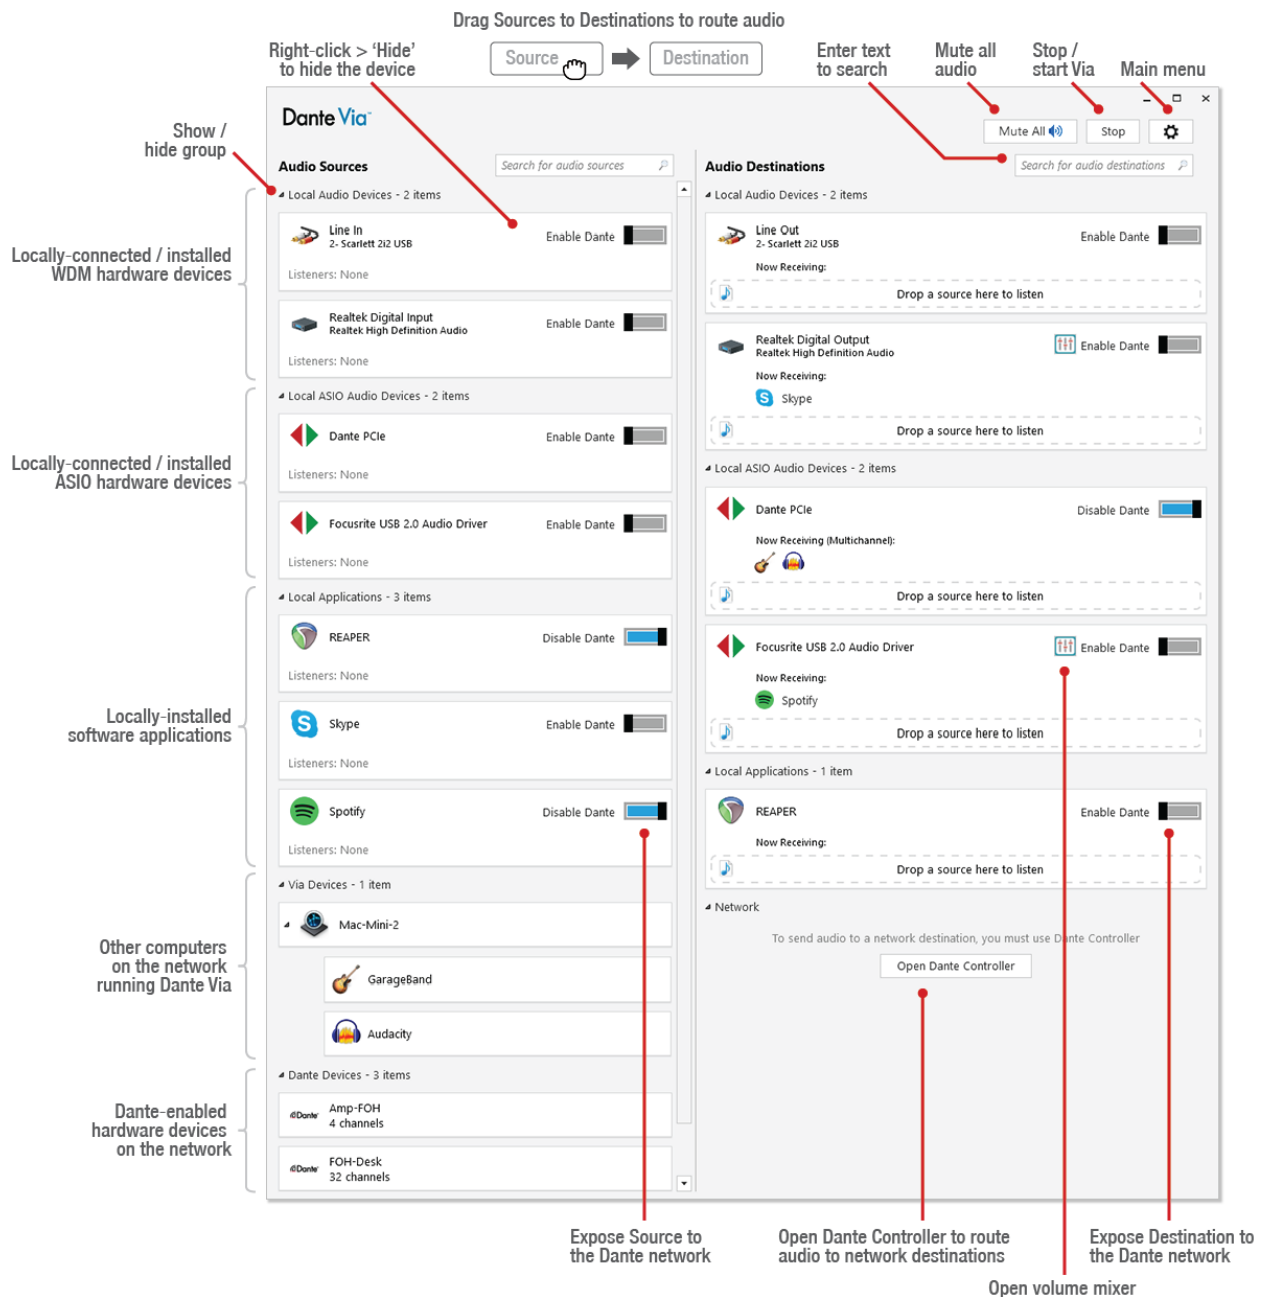 Drag Sources to Destinations to route audio
Source
Destination
Right-click > ‘Hide’
to hide the device
Enter text
to search
Mute all
audio
Stop /
start Via
Main menu
Show /
hide group
Dante Via™
Mute All
Stop
Audio Sources
Search for audio sources
Audio Destinations
Search for audio destinations
Locally-connected / installed
WDM hardware devices
Local Audio Devices - 2 items
Line In
2- Scarlett 2i2 USB
Enable Dante
Listeners: None
Realtek Digital Input
Realtek High Definition Audio
Enable Dante
Listeners: None
Locally-connected / installed
ASIO hardware devices
Local ASIO Audio Devices - 2 items
Dante PCIe
Enable Dante
Listeners: None
Focusrite USB 2.0 Audio Driver
Enable Dante
Listeners: None
Locally-installed
software applications
Local Applications - 3 items
REAPER
Disable Dante
Listeners: None
Skype
Enable Dante
Listeners: None
Spotify
Disable Dante
Listeners: None
Other computers
on the network
running Dante Via
Via Devices - 1 item
Mac-Mini-2
GarageBand
Audacity
Dante-enabled
hardware devices
on the network
Dante Devices - 3 items
Dante
Amp-FOH
4 channels
Dante
FOH-Desk
32 channels
Local Audio Devices - 2 items
Line Out
2- Scarlett 2i2 USB
Enable Dante
Now Receiving:
Drop a source here to listen
Realtek Digital Output
Realtek High Definition Audio
Enable Dante
Now Receiving:
Skype
Drop a source here to listen
Local ASIO Audio Devices - 2 items
Dante PCIe
Disable Dante
Now Receiving (Multichannel):
Drop a source here to listen
Focusrite USB 2.0 Audio Driver
Enable Dante
Now Receiving:
Spotify
Drop a source here to listen
Local Applications - 1 item
REAPER
Enable Dante
Now Receiving:
Drop a source here to listen
Network
To send audio to a network destination, you must use Dante Controller
Open Dante Controller
Expose Source to
the Dante network
Open Dante Controller to route
audio to network destinations
Expose Destination to
the Dante network
Open volume mixer